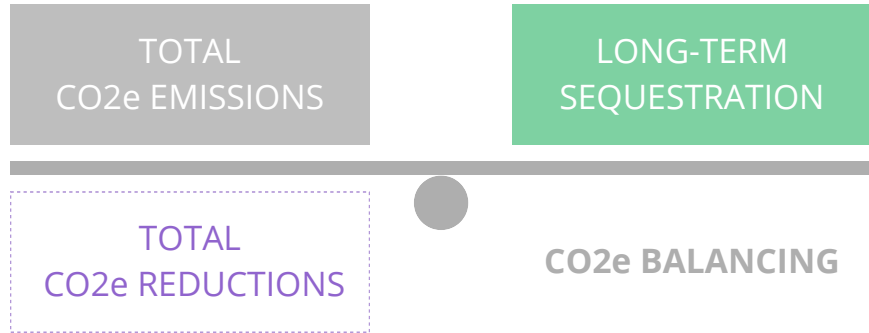 TOTAL
CO2e EMISSIONS
LONG-TERM
SEQUESTRATION
TOTAL
CO2e REDUCTIONS
CO2e BALANCING